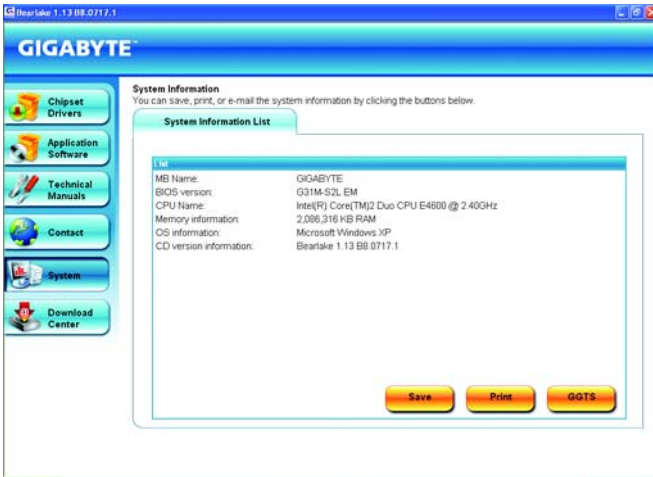 Bearlake 1.13 B8.0717.1
GIGABYTE™
Chipset
Drivers
Application
Software
Technical
Manuals
Contact
System
Download
Center
System Information
You can save, print, or e-mail the system information by clicking the buttons below.
System Information List
List
MB Name: GIGABYTE
BIOS version: G31M-S2L EM
CPU Name: Intel(R) Core(TM)2 Duo CPU E4600 @ 2.40GHz
Memory information: 2,086,316 KB RAM
OS information: Microsoft Windows XP
CD version information: Bearlake 1.13 B8.0717.1
Save Print GGTS